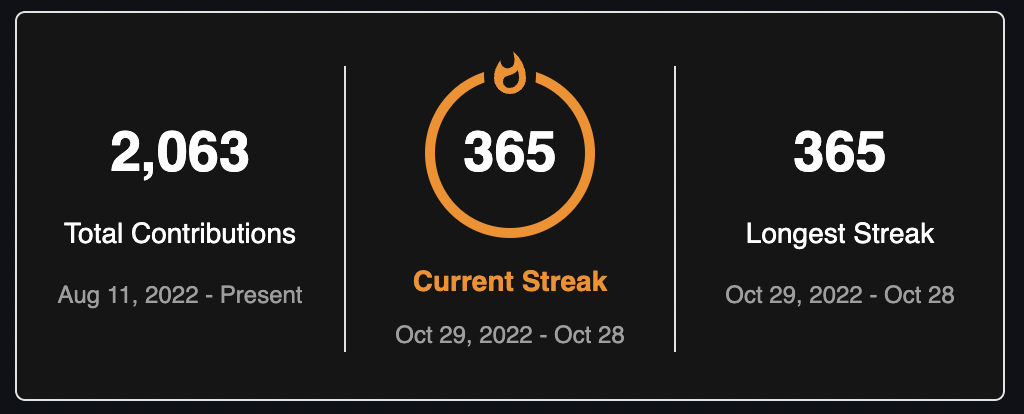 2,063
Total Contributions
Aug 11, 2022 - Present
365
Current Streak
Oct 29, 2022 - Oct 28
365
Longest Streak
Oct 29, 2022 - Oct 28